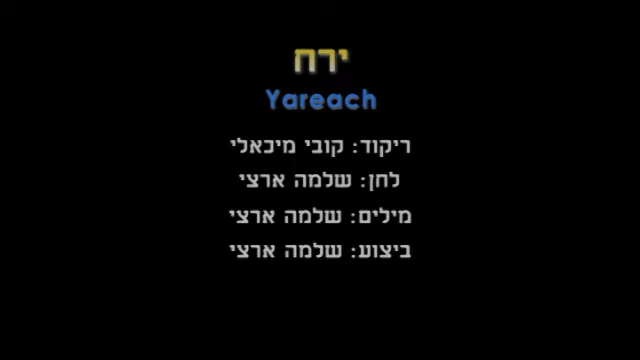 ירח
Yareach
ריקוד: קובי מיכאלי
לחן: שלמה ארצי
מילים: שלמה ארצי
ביצוע: שלמה ארצי